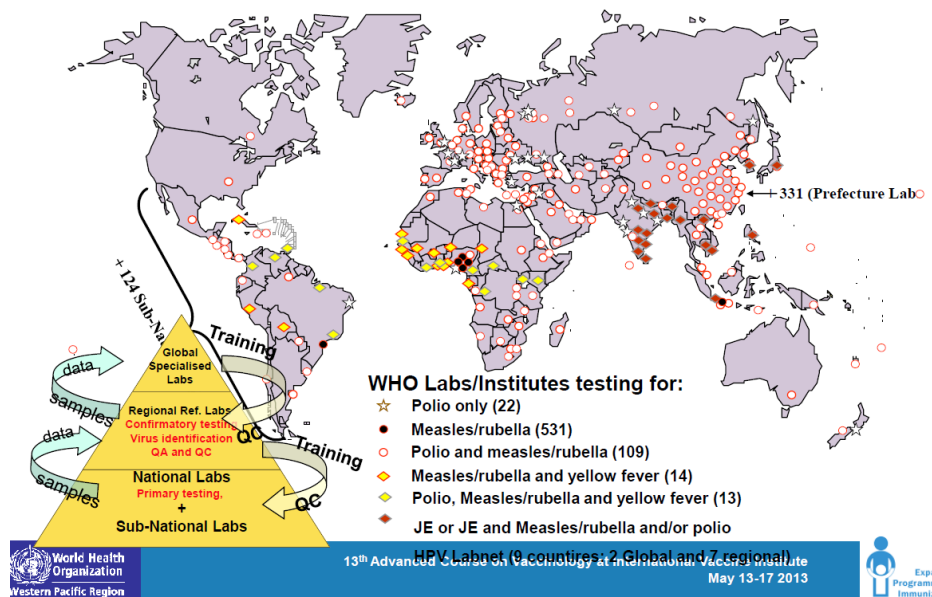 331 (Prefecture Lab
+ 124 Sub-Na
Training
Global
Specialised
Labs
data
samples
Regional Ref. Labs
Confirmatory testing
Virus identification
QA and QC
QC
data
samples
Training
National Labs
Primary testing,
+
Sub-National Labs
QC
WHO Labs/Institutes testing for:
Polio only (22)
Measles/rubella (531)
Polio and measles/rubella (109)
Measles/rubella and yellow fever (14)
Polio, Measles/rubella and yellow fever (13)
JE or JE and Measles/rubella and/or polio
HPV Labnet (9 countires: 2 Global and 7 regional)
World Health
Organization
Western Pacific Region
13th Advanced Course on Vaccinology at International Vaccine Institute
May 13-17 2013
Expa
Programm
Immuniz